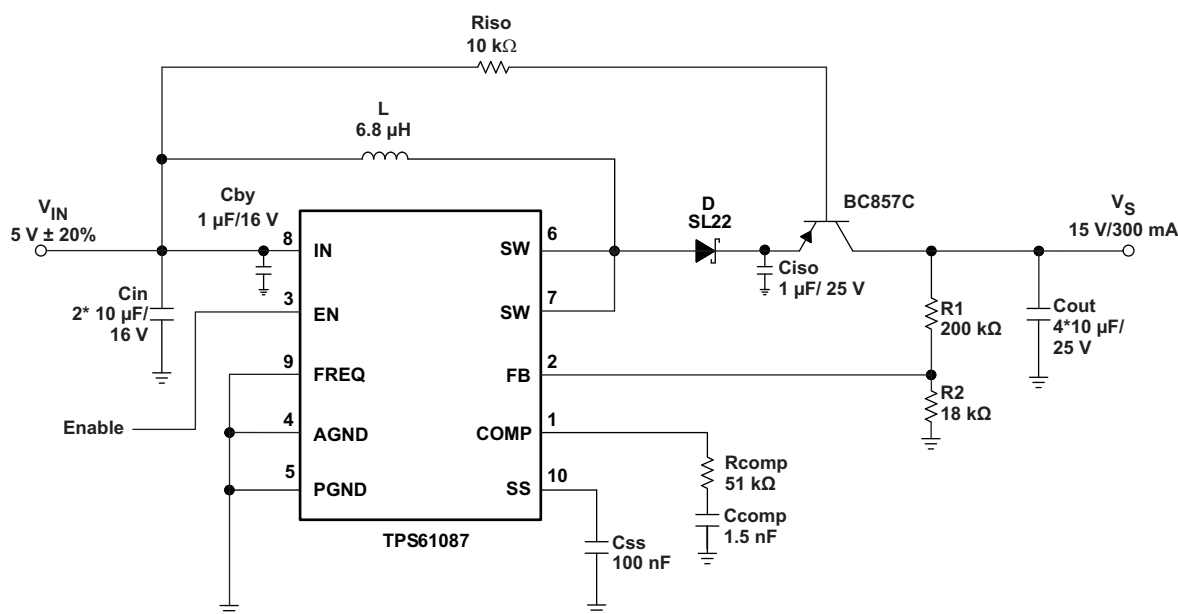 Riso
10 kΩ
L
6.8 µH
Cby
1 µF/16 V
V_IN
5 V ± 20%
Cin
2* 10 µF/
16 V
Enable
8
IN
3
EN
9
FREQ
4
AGND
5
PGND
6
SW
7
SW
2
FB
1
COMP
10
SS
TPS61087
D
SL22
BC857C
Ciso
1 µF/ 25 V
V_S
15 V/300 mA
R1
200 kΩ
Cout
4*10 µF/
25 V
R2
18 kΩ
Rcomp
51 kΩ
Ccomp
1.5 nF
Css
100 nF